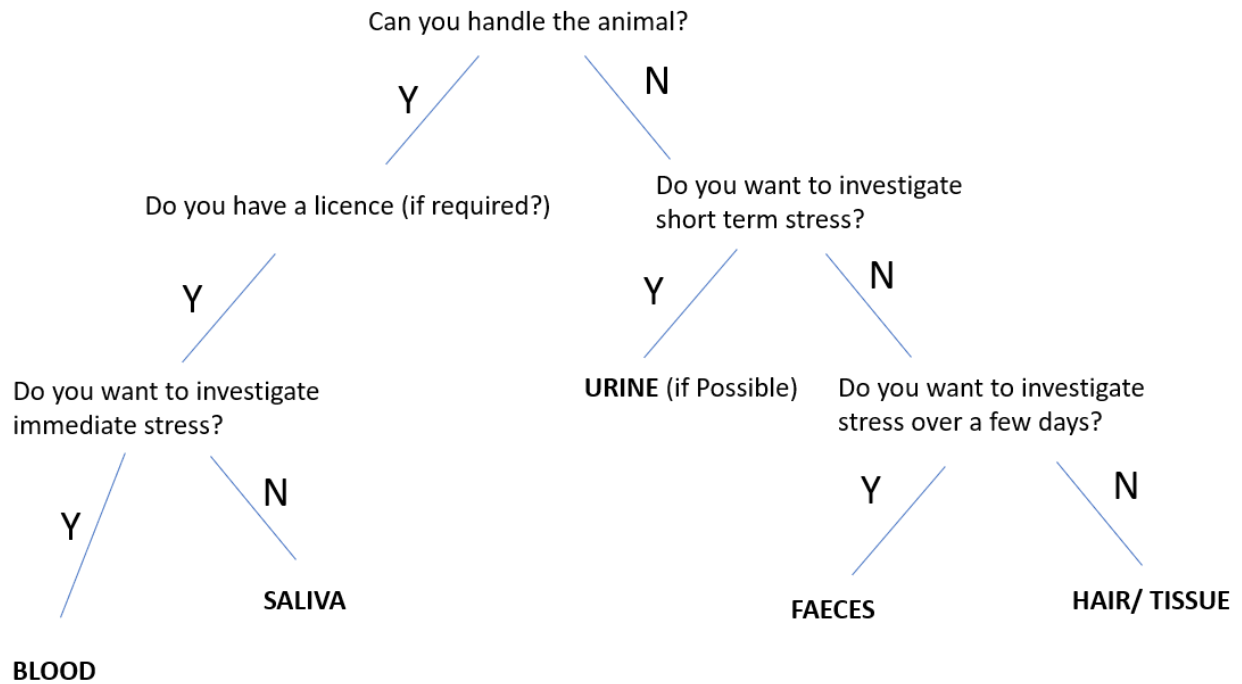 Can you handle the animal?
Y
N
Do you have a licence (if required?)
Do you want to investigate
short term stress?
Y
Y
N
Do you want to investigate
immediate stress?
URINE (if Possible)
Do you want to investigate
stress over a few days?
Y
N
Y
N
SALIVA
FAECES
HAIR/ TISSUE
BLOOD